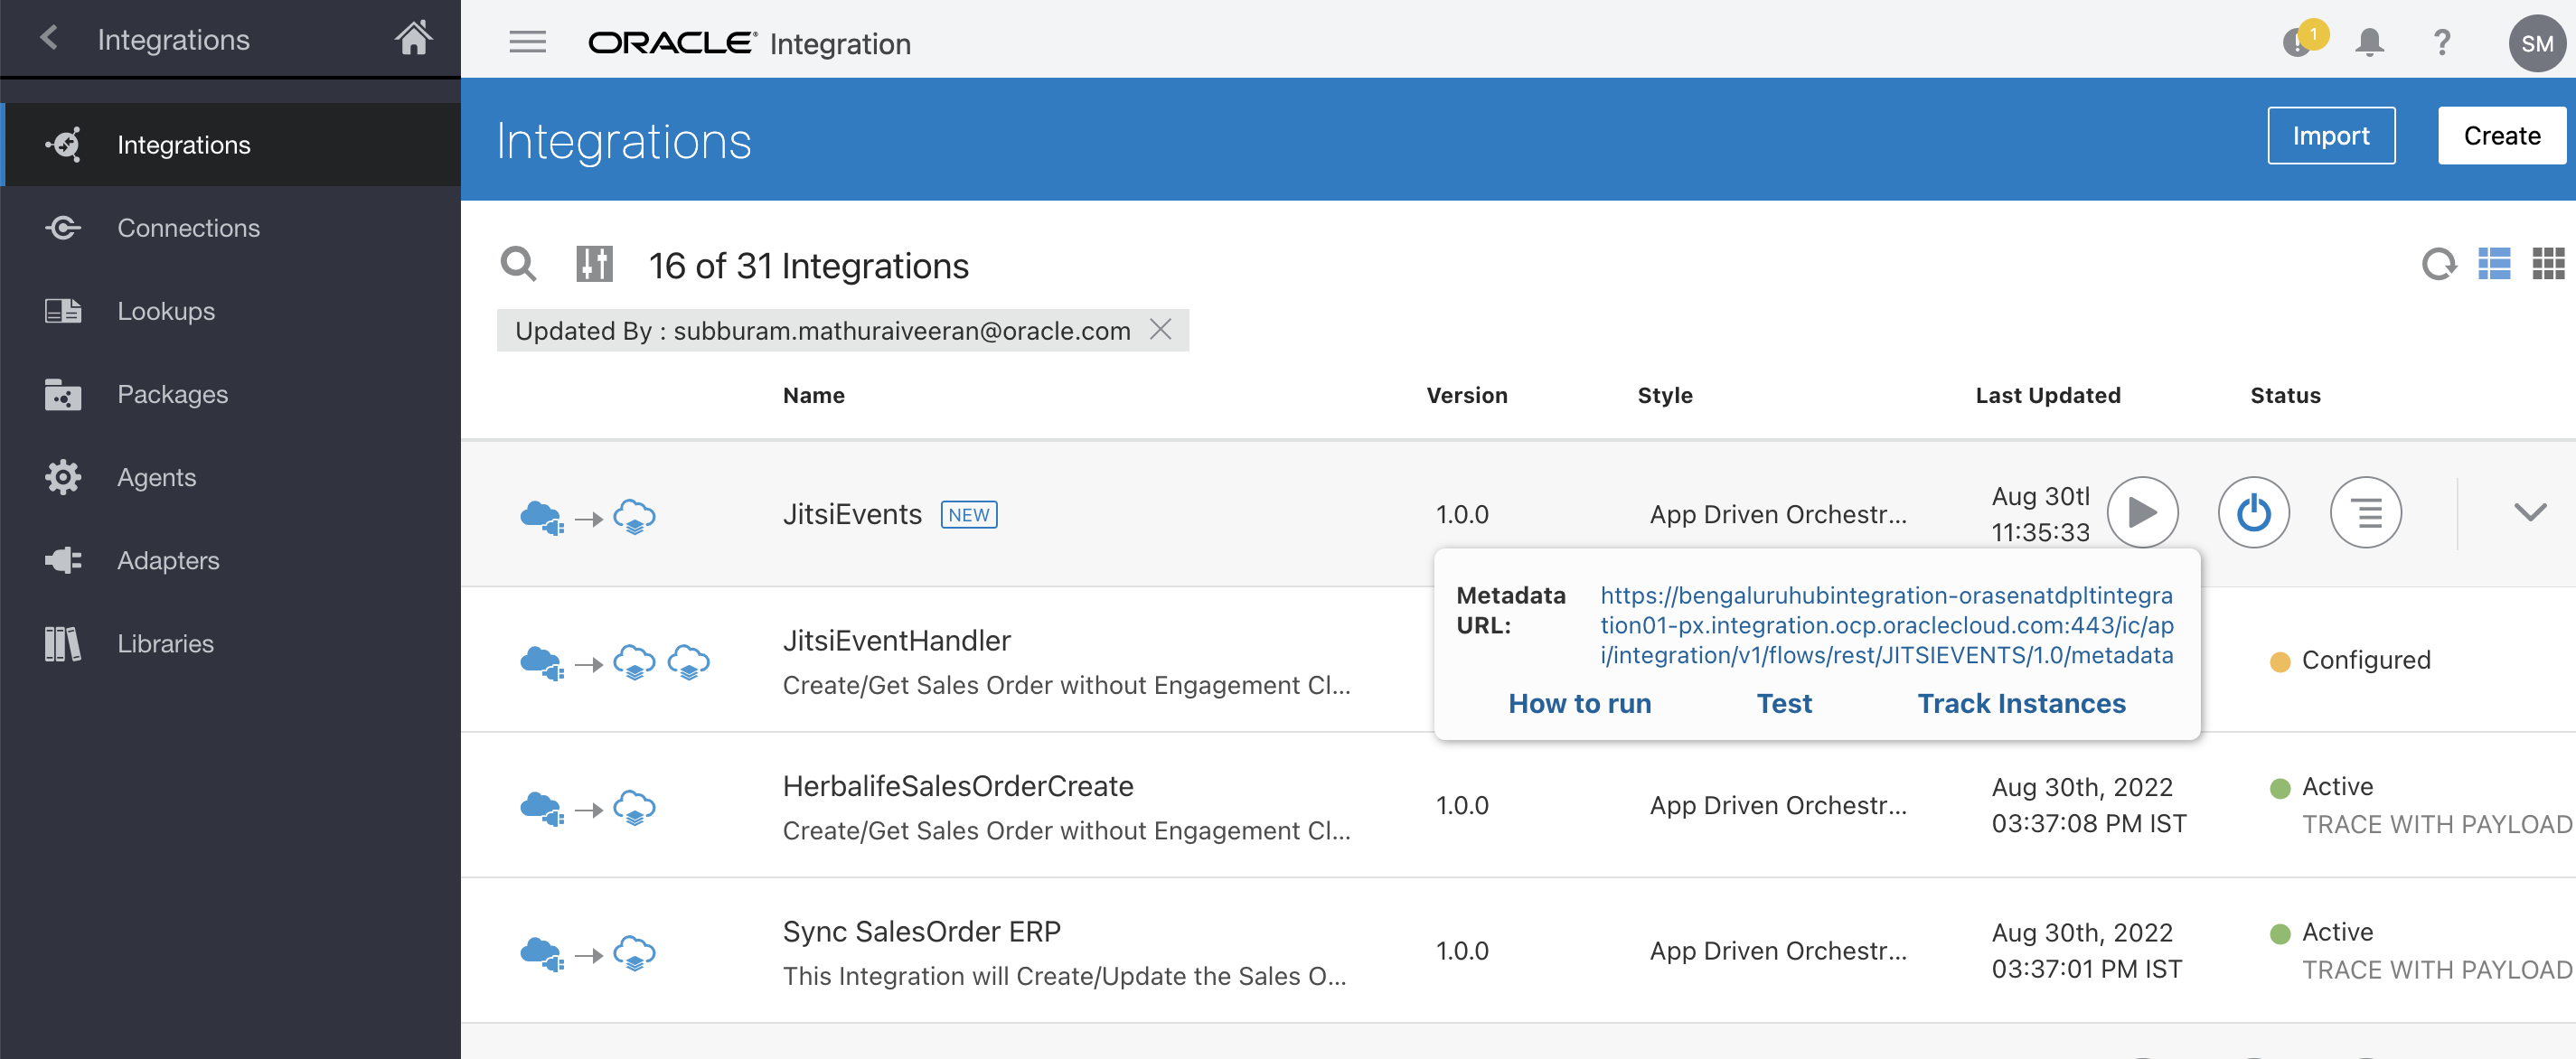 Integrations
ORACLE Integration
1
?
SM
Integrations
Connections
Lookups
Packages
Agents
Adapters
Libraries
Integrations
Import
Create
16 of 31 Integrations
Updated By : subburam.mathuraiveeran@oracle.com
Name Version Style Last Updated Status
JitsiEvents NEW 1.0.0 App Driven Orchestr...
Aug 30
11:35:33
Metadata URL:
https://bengaluruhubintegration-orasenatdpltintegra
tion01-px.integration.ocp.oraclecloud.com:443/ic/ap
i/integration/v1/flows/rest/JITSIEVENTS/1.0/metadata
How to run Test Track Instances
JitsiEventHandler
Create/Get Sales Order without Engagement Cl...
Configured
HerbalifeSalesOrderCreate
Create/Get Sales Order without Engagement Cl...
1.0.0
App Driven Orchestr...
Aug 30th, 2022
03:37:08 PM IST
Active
TRACE WITH PAYLOAD
Sync SalesOrder ERP
This Integration will Create/Update the Sales O...
1.0.0
App Driven Orchestr...
Aug 30th, 2022
03:37:01 PM IST
Active
TRACE WITH PAYLOAD